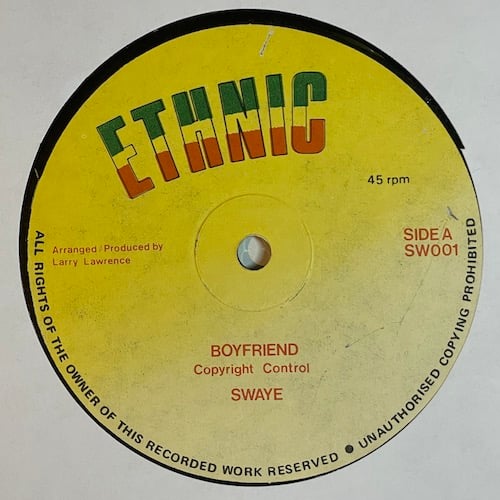 ETHNIC
45 rpm
SIDE A
SW001
Arranged/Produced by
Larry Lawrence
BOYFRIEND
Copyright Control
SWAYE
ALL RIGHTS OF THE OWNER OF THIS RECORDED WORK RESERVED ● UNAUTHORISED COPYING PROHIBITED